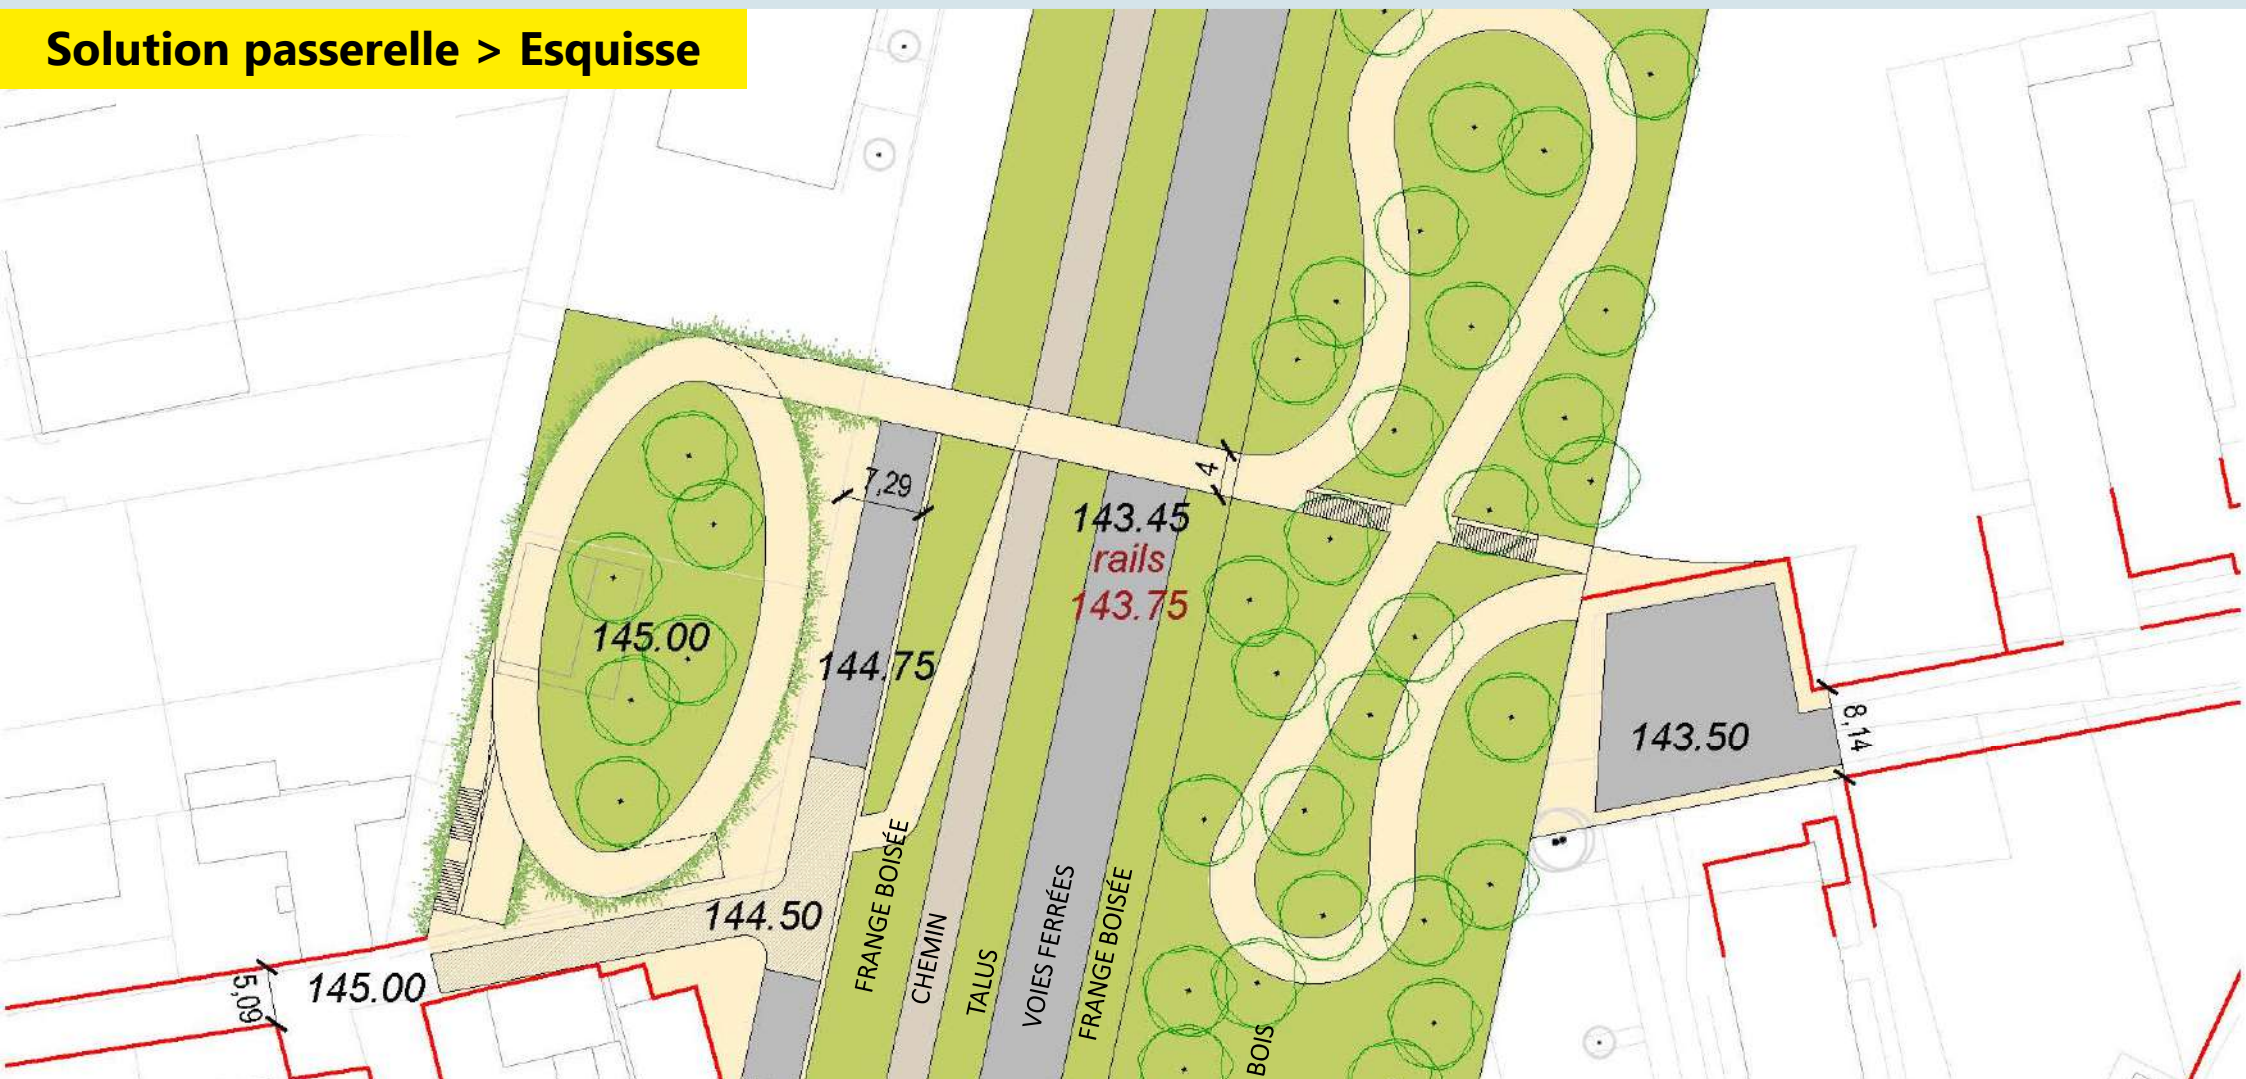 Solution passerelle > Esquisse
7,29
4
143.45
rails
143.75
145.00
144.75
143.50
8,14
144.50
145.00
5,09
FRANGE BOISÉE
CHEMIN
TALUS
VOIES FERRÉES
FRANGE BOISÉE
BOIS